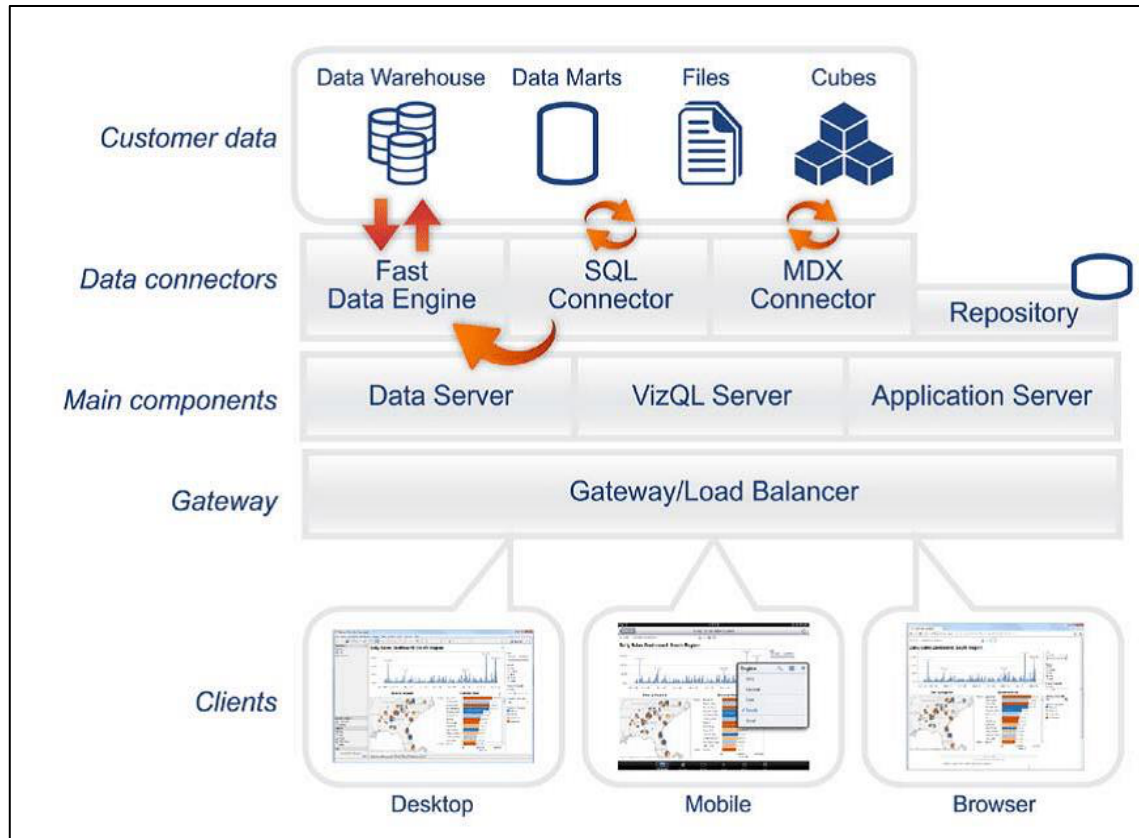 Data Warehouse
Data Marts
Files
Cubes
Customer data
Data connectors
Fast
Data Engine
SQL
Connector
MDX
Connector
Repository
Main components
Data Server
VizQL Server
Application Server
Gateway
Gateway/Load Balancer
Clients
Desktop
Mobile
Browser